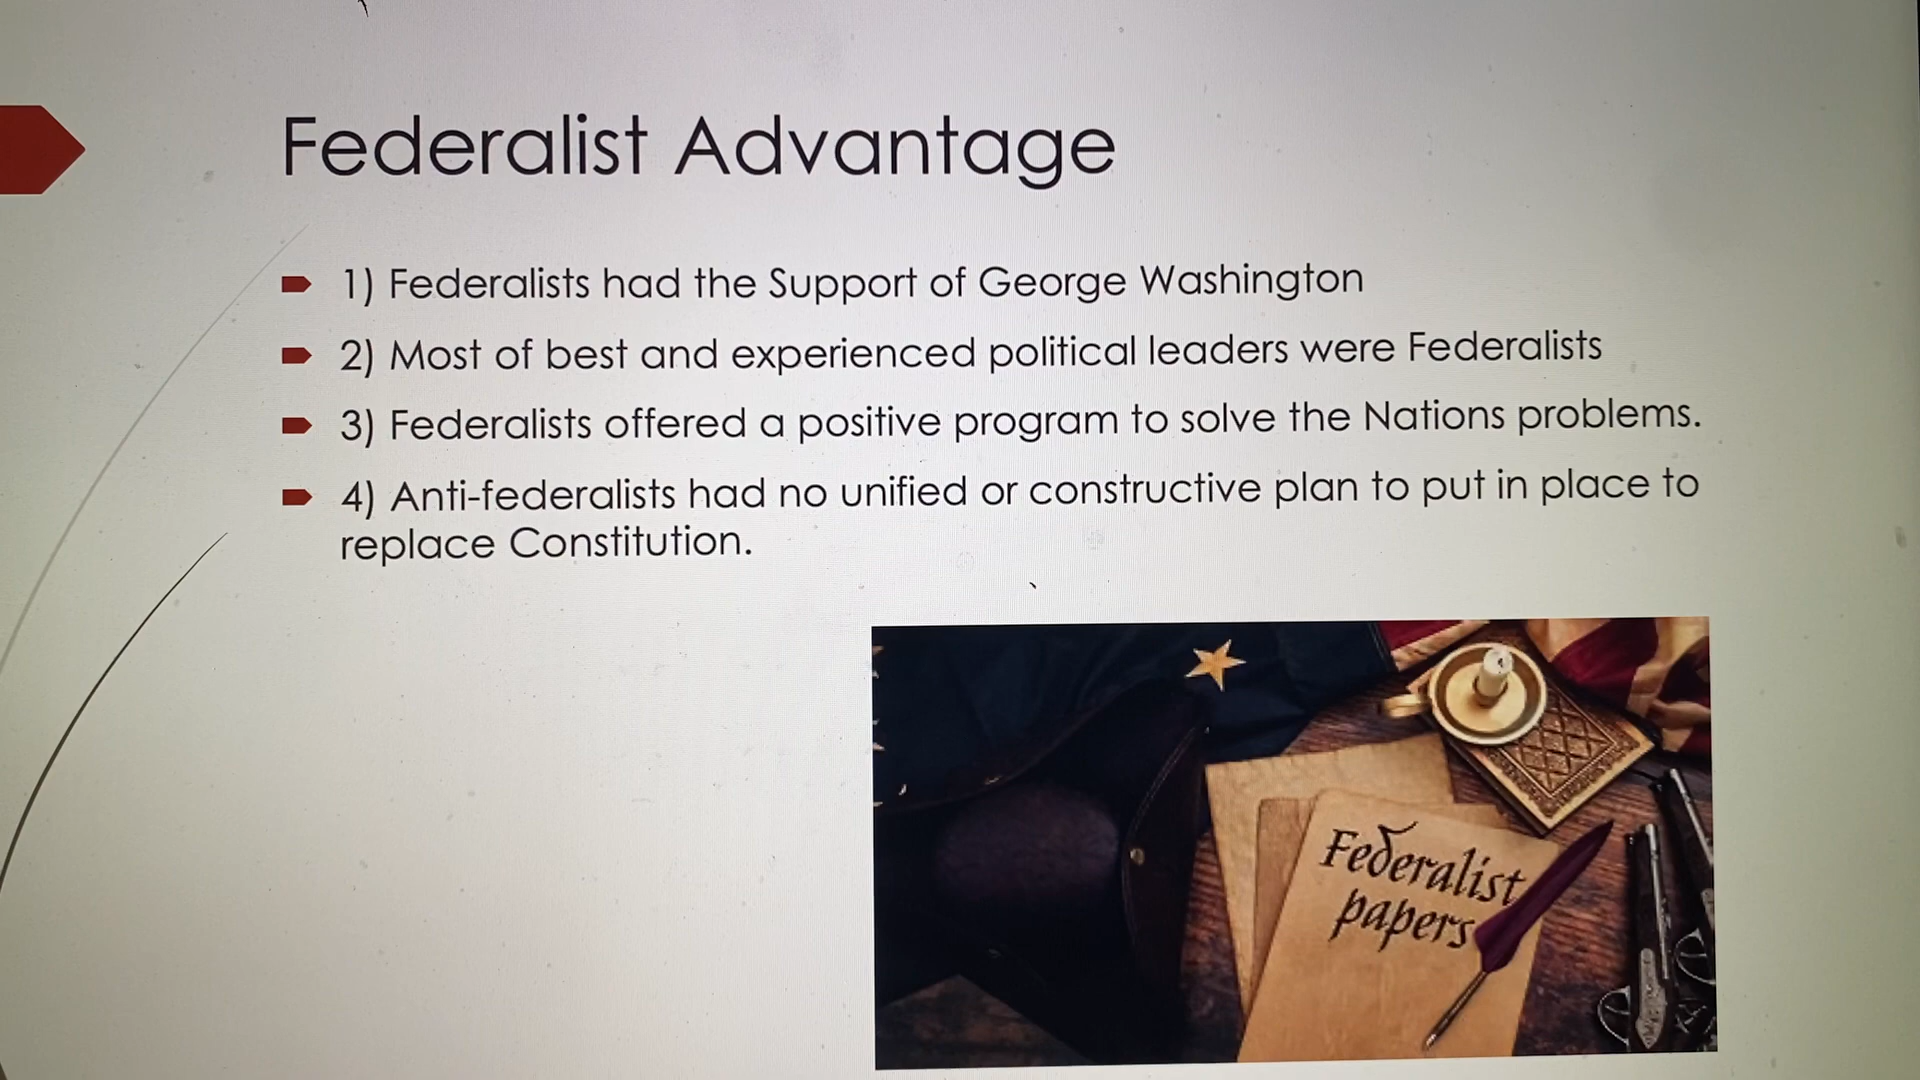 Federalist Advantage
1) Federalists had the Support of George Washington
2) Most of best and experienced political leaders were Federalists
3) Federalists offered a positive program to solve the Nations problems.
4) Anti-federalists had no unified or constructive plan to put in place to
replace Constitution.
Federalist
papers